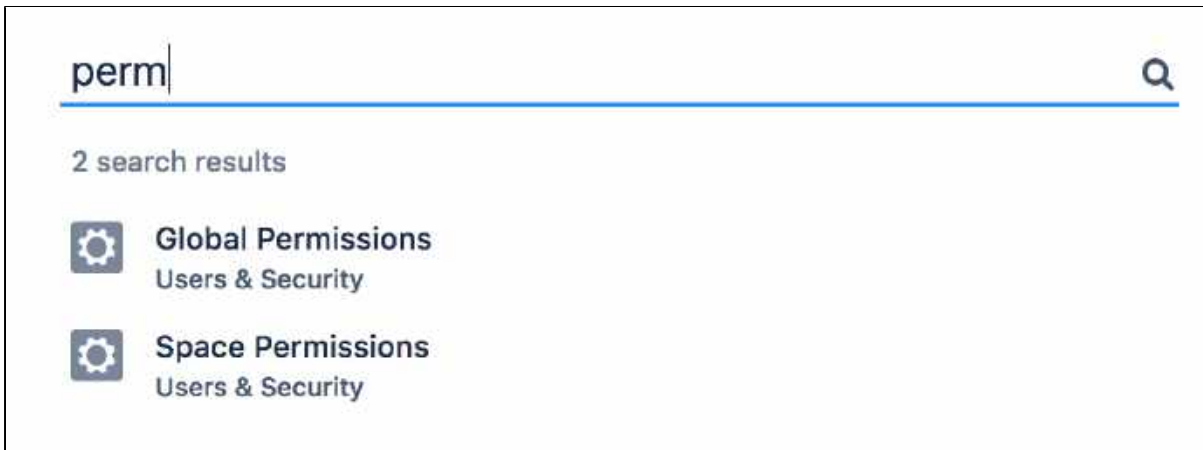 perm
2 search results
Global Permissions
Users & Security
Space Permissions
Users & Security